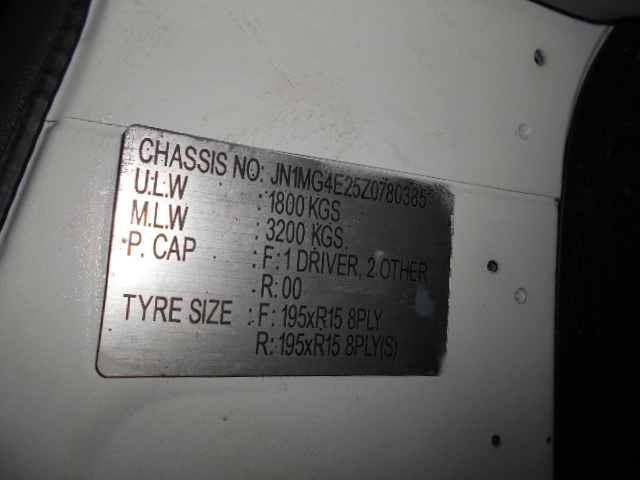 CHASSIS NO: JN1MG4E25Z0780385
U.L.W : 1800 KGS
M.L.W : 3200 KGS.
P. CAP : F: 1 DRIVER, 2 OTHER
: R: 00
TYRE SIZE : F: 195xR15 8PLY
R: 195xR15 8PLY(S)